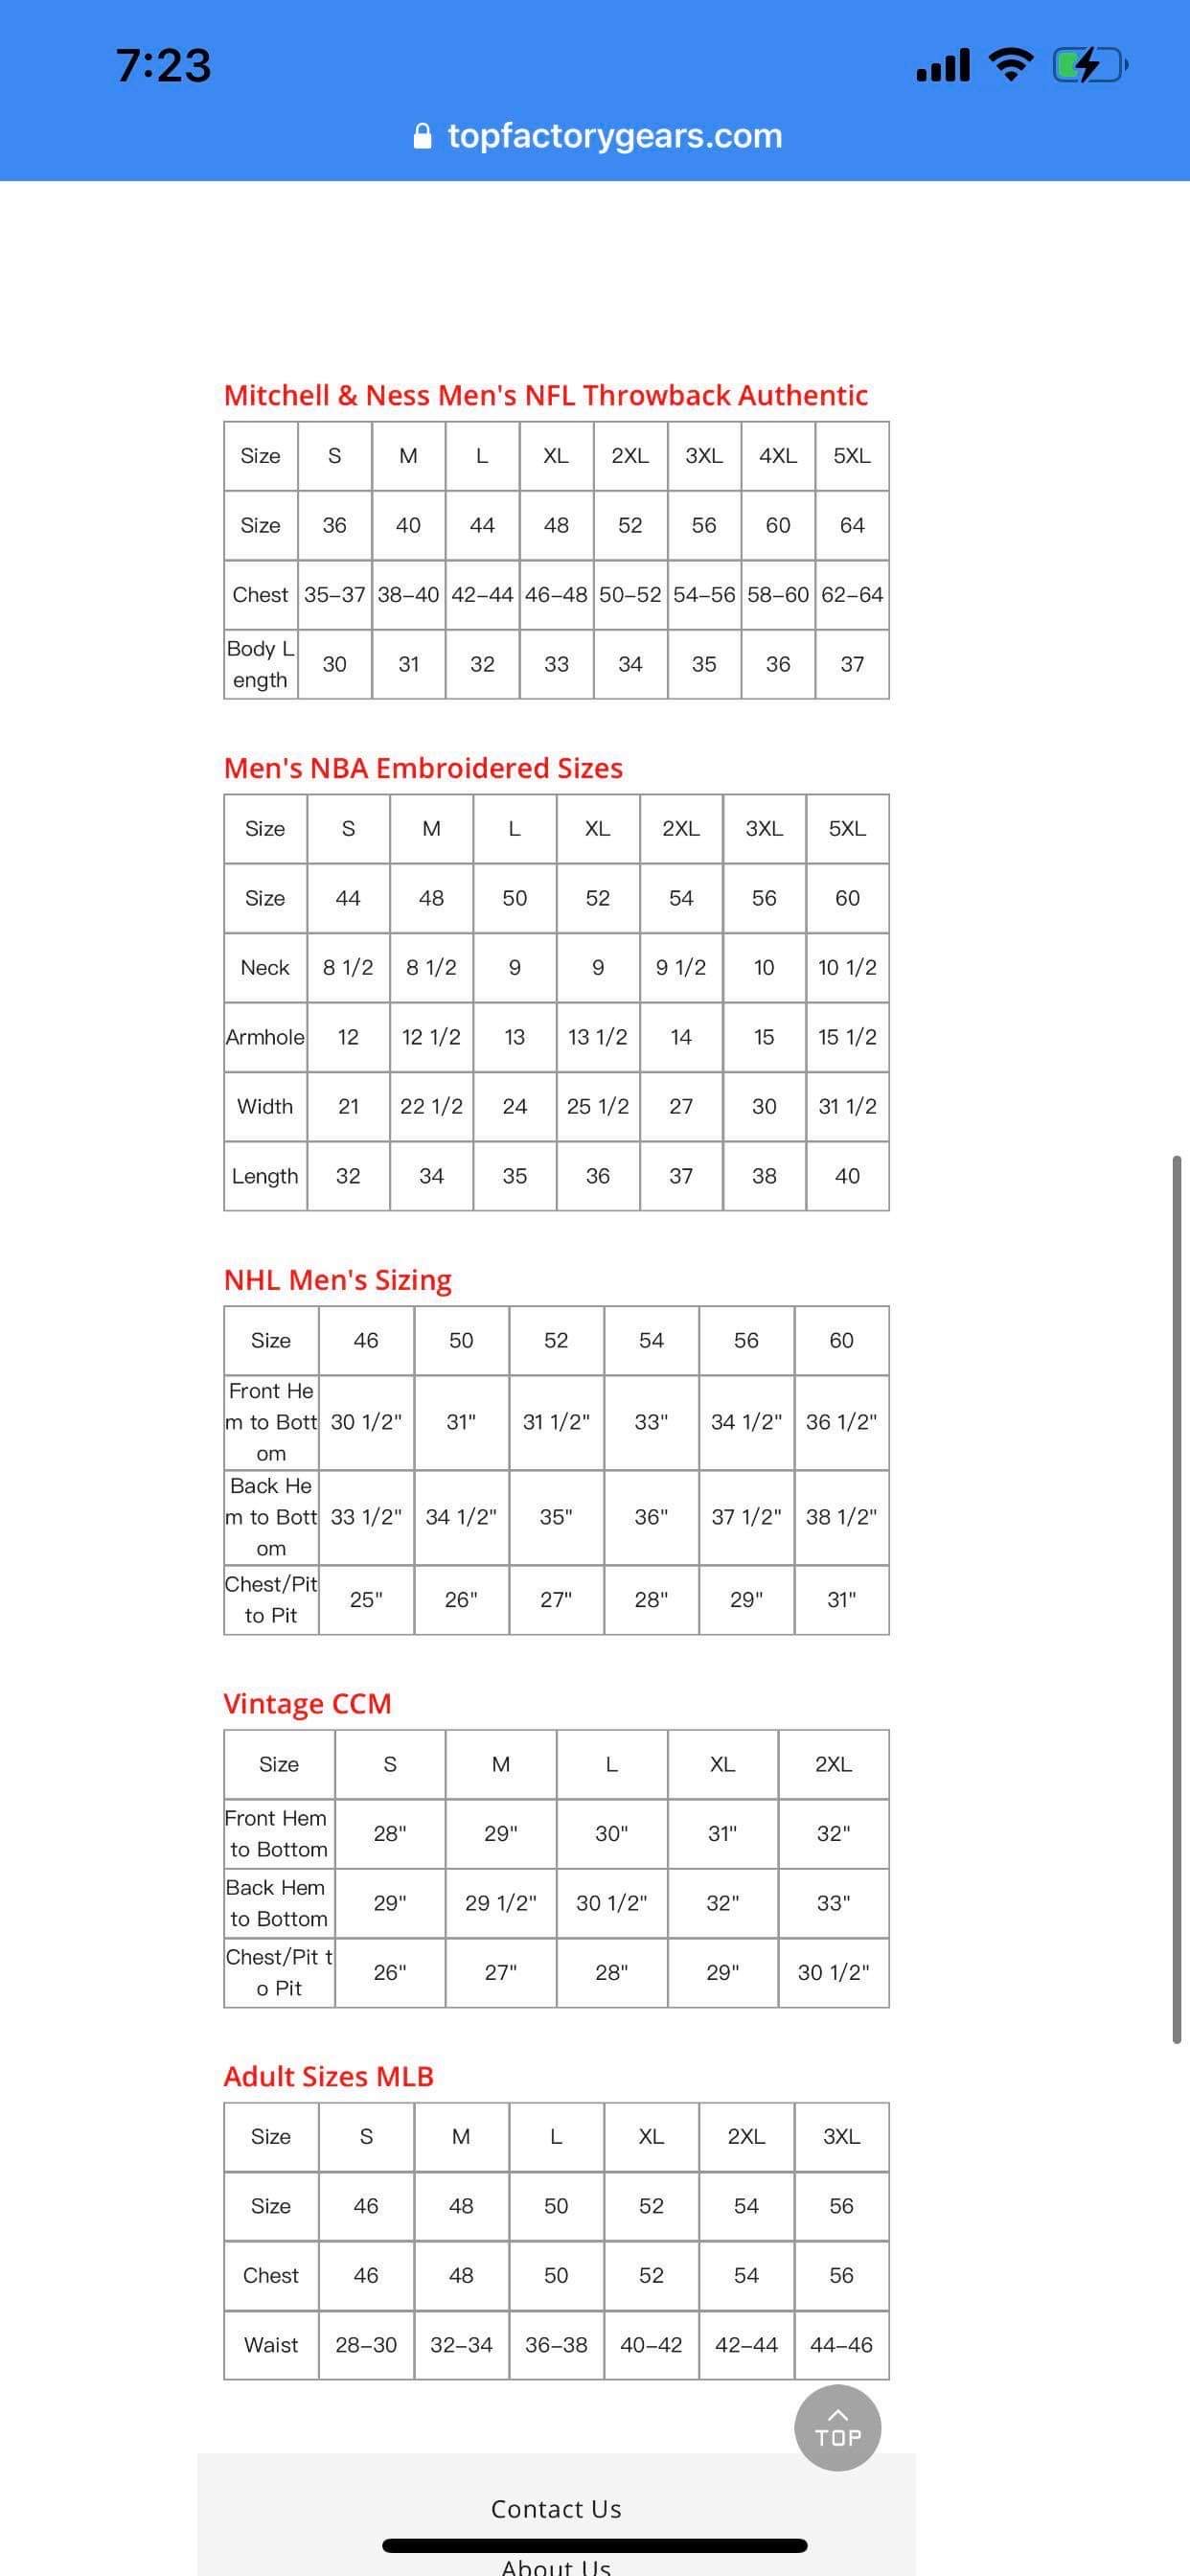 7:23
topfactorygears.com
Mitchell & Ness Men's NFL Throwback Authentic
Size S M L XL 2XL 3XL 4XL 5XL
Size 36 40 44 48 52 56 60 64
Chest 35–37 38–40 42–44 46–48 50–52 54–56 58–60 62–64
Body L
ength
30 31 32 33 34 35 36 37
Men's NBA Embroidered Sizes
Size S M L XL 2XL 3XL 5XL
Size 44 48 50 52 54 56 60
Neck 8 1/2 8 1/2 9 9 9 1/2 10 10 1/2
Armhole 12 12 1/2 13 13 1/2 14 15 15 1/2
Width 21 22 1/2 24 25 1/2 27 30 31 1/2
Length 32 34 35 36 37 38 40
NHL Men's Sizing
Size 46 50 52 54 56 60
Front He
m to Bott
om
30 1/2" 31" 31 1/2" 33" 34 1/2" 36 1/2"
Back He
m to Bott
om
33 1/2" 34 1/2" 35" 36" 37 1/2" 38 1/2"
Chest/Pit
to Pit
25" 26" 27" 28" 29" 31"
Vintage CCM
Size S M L XL 2XL
Front Hem
to Bottom
28" 29" 30" 31" 32"
Back Hem
to Bottom
29" 29 1/2" 30 1/2" 32" 33"
Chest/Pit t
o Pit
26" 27" 28" 29" 30 1/2"
Adult Sizes MLB
Size S M L XL 2XL 3XL
Size 46 48 50 52 54 56
Chest 46 48 50 52 54 56
Waist 28–30 32–34 36–38 40–42 42–44 44–46
TOP
Contact Us
About Us